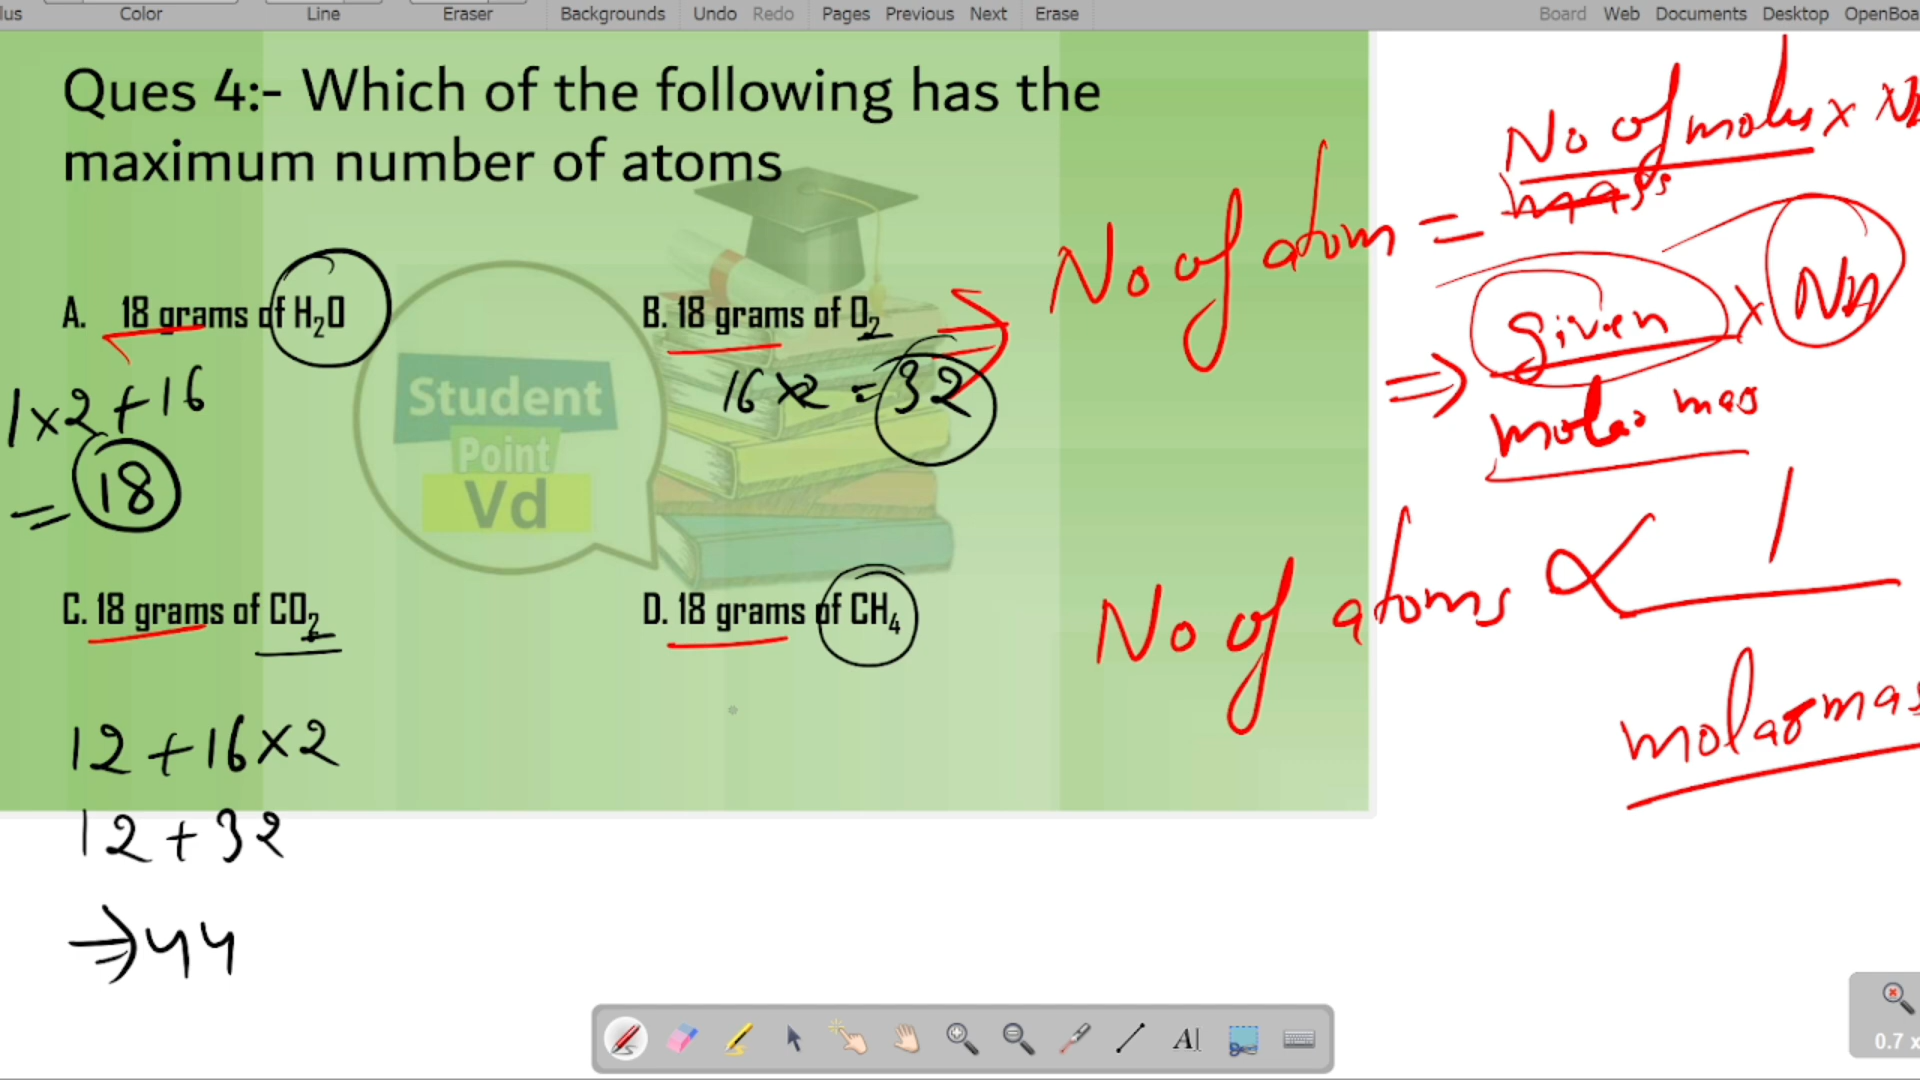 Color Line Eraser Backgrounds Undo Redo Pages Previous Next Erase Board Web Documents Desktop
Ques 4:- Which of the following has the
maximum number of atoms
A. 18 grams of H₂O
B. 18 grams of O₂
1×2+16
= 18
16×2 = 32
Student
Point
Vd
C. 18 grams of CO₂
D. 18 grams of CH₄
12+16×2
12+32
⇒44
No of moles ×
No of atom =
⇒ given × NA
molar mas
No of atoms ∝ 1
A
0.7 x